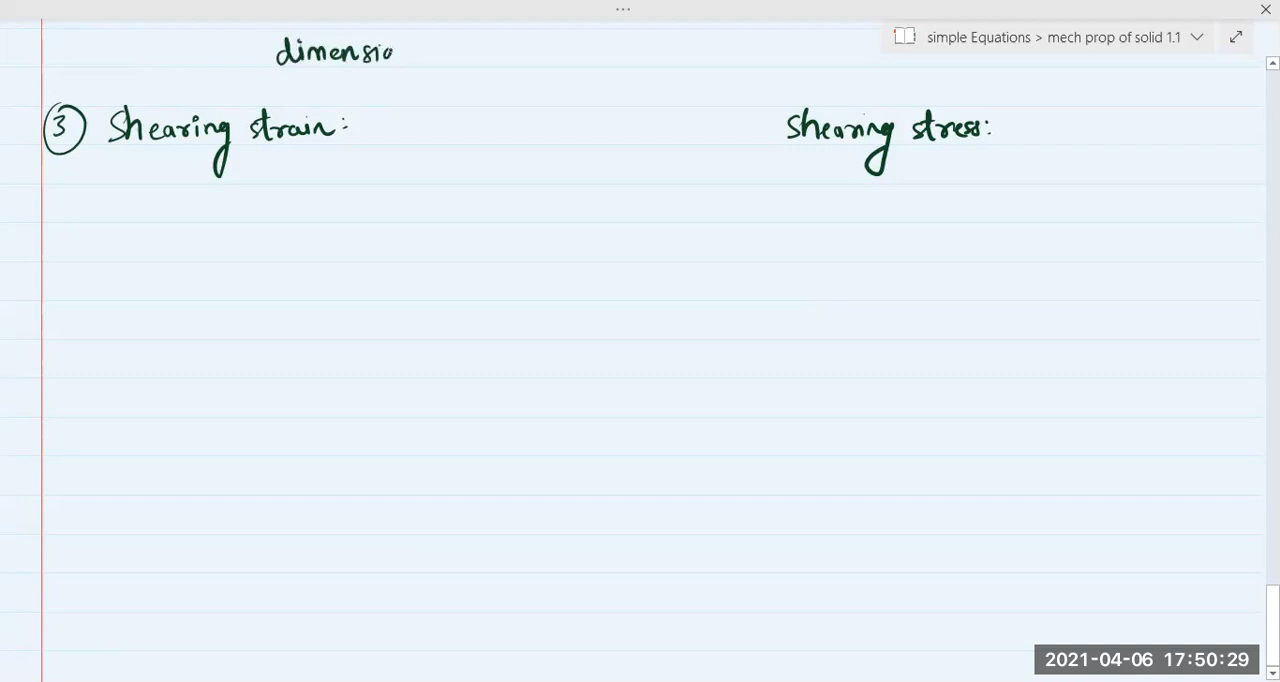 ...
simple Equations > mech prop of solid 1.1
dimensio
3 Shearing strain:
Shearing stress:
2021-04-06 17:50:29